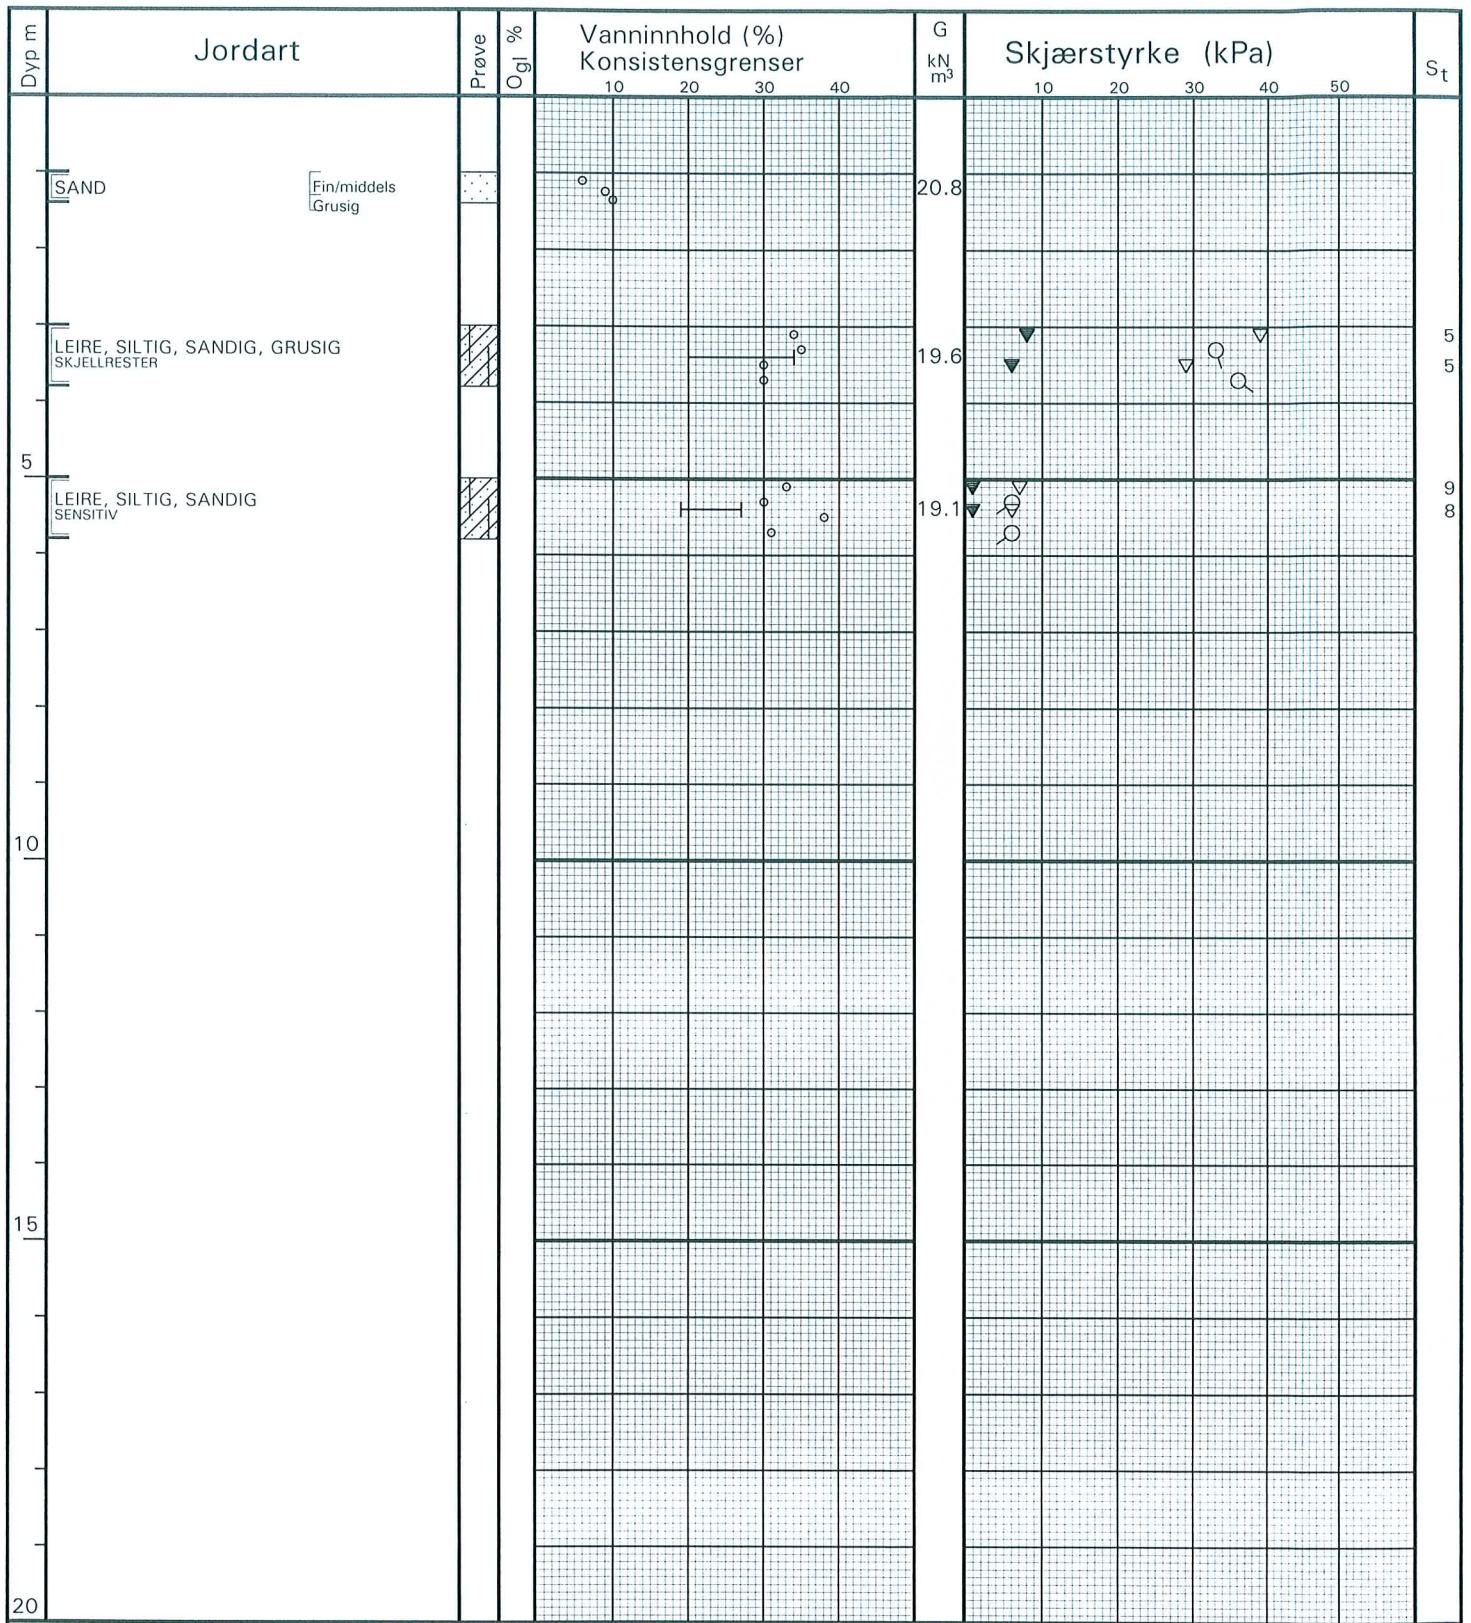 Dyp m
Jordart
Prøve
Ogl %
Vanninnhold (%)
Konsistensgrenser
10 20 30 40
G
kN
m³
Skjærstyrke (kPa)
10 20 30 40 50
St
SAND
Fin/middels
Grusig
20.8
LEIRE, SILTIG, SANDIG, GRUSIG
SKJELLRESTER
19.6
5
5
5
LEIRE, SILTIG, SANDIG
SENSITIV
19.1
9
8
10
15
20